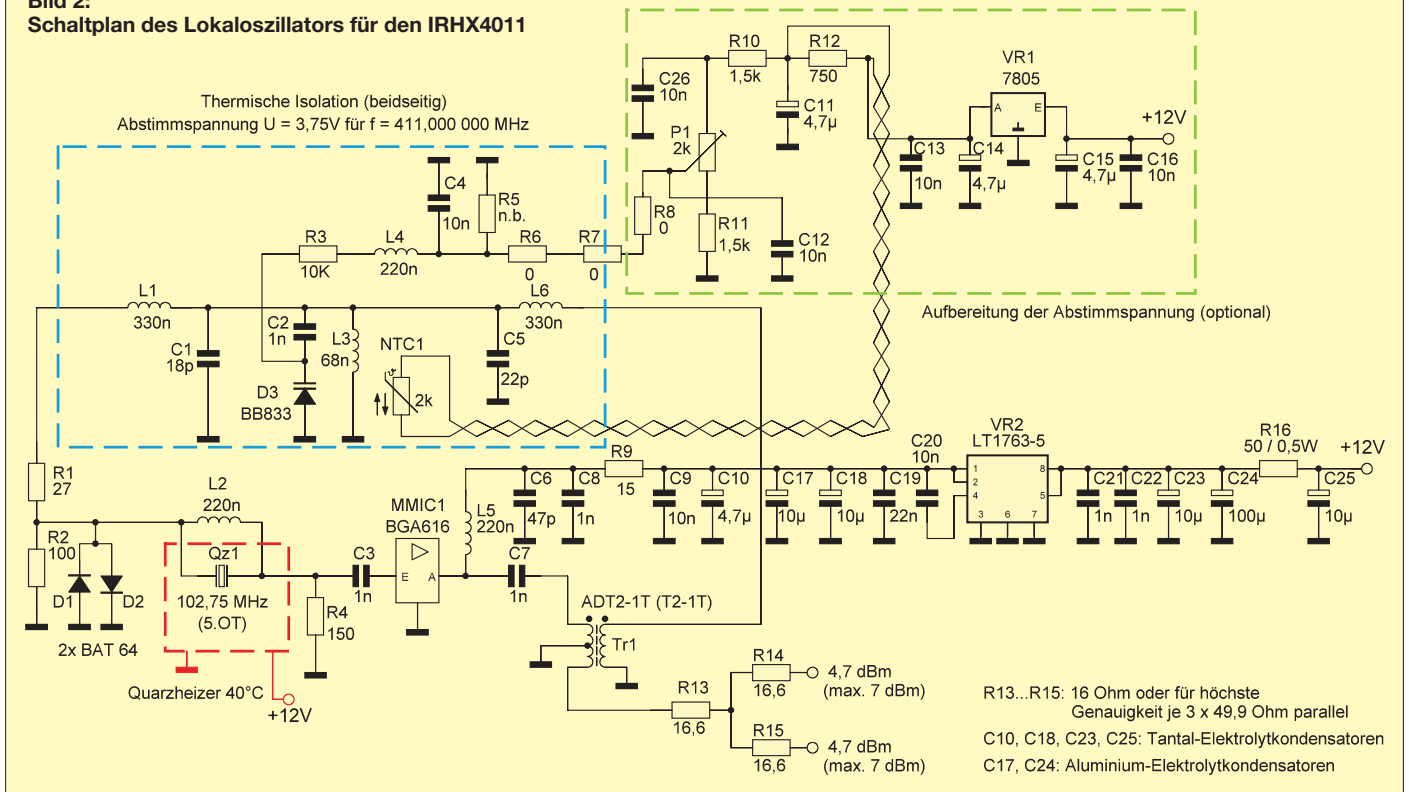 Bild 2:
Schaltplan des Lokaloszillators für den IRHX4011
Thermische Isolation (beidseitig)
Abstimmspannung U = 3,75V für f = 411,000 000 MHz
R10
1,5k
R12
750
C26
10n
C11
4,7µ
P1
2k
VR1
7805
A
E
+12V
C13
10n
C14
4,7µ
C15
4,7µ
C16
10n
R8
0
R11
1,5k
C12
10n
Aufbereitung der Abstimmspannung (optional)
C4
10n
R5
n.b.
R3
10K
L4
220n
R6
0
R7
0
L1
330n
L6
330n
C1
18p
C2
1n
L3
68n
NTC1
2k
C5
22p
D3
BB833
R1
27
R2
100
L2
220n
D1
D2
2x BAT 64
Qz1
102,75 MHz
(5.OT)
Quarzheizer 40°C
+12V
R4
150
C3
1n
MMIC1
BGA616
E
A
L5
220n
C7
1n
C6
47p
C8
1n
R9
15
C9
10n
C10
4,7µ
C17
10µ
C18
10µ
C19
22n
C20
10n
VR2
LT1763-5
1
2
4
8
5
3
6
7
C21
1n
C22
1n
C23
10µ
C24
100µ
R16
50 / 0,5W
+12V
C25
10µ
ADT2-1T (T2-1T)
Tr1
R13
16,6
R14
16,6
4,7 dBm
(max. 7 dBm)
R15
16,6
4,7 dBm
(max. 7 dBm)
R13...R15: 16 Ohm oder für höchste
Genauigkeit je 3 x 49,9 Ohm parallel
C10, C18, C23, C25: Tantal-Elektrolytkondensatoren
C17, C24: Aluminium-Elektrolytkondensatoren